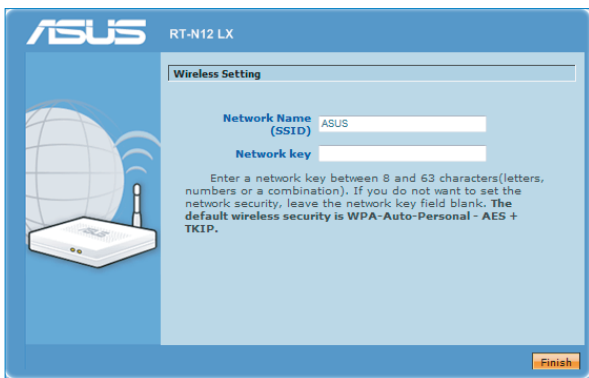 ASUS RT-N12 LX
Wireless Setting
Network Name
(SSID) ASUS
Network key
Enter a network key between 8 and 63 characters(letters,
numbers or a combination). If you do not want to set the
network security, leave the network key field blank. The
default wireless security is WPA-Auto-Personal - AES +
TKIP.
ASUS
Finish